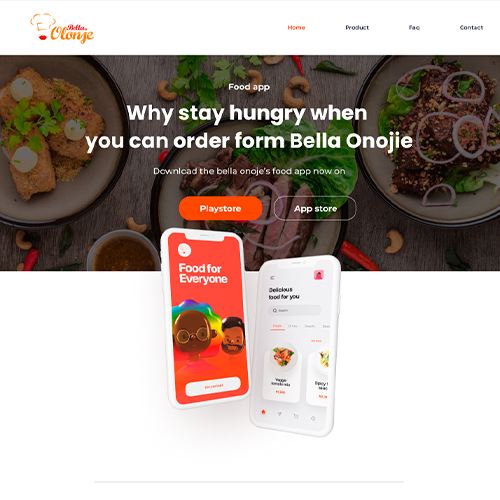 Bella
Olonje
Home
Product
Faq
Contact
Food app
Why stay hungry when
you can order form Bella Onojie
Download the bella onoje's food app now on
Playstore
App store
Food for
Everyone
Delicious
food for you
Veggie
tomato mix